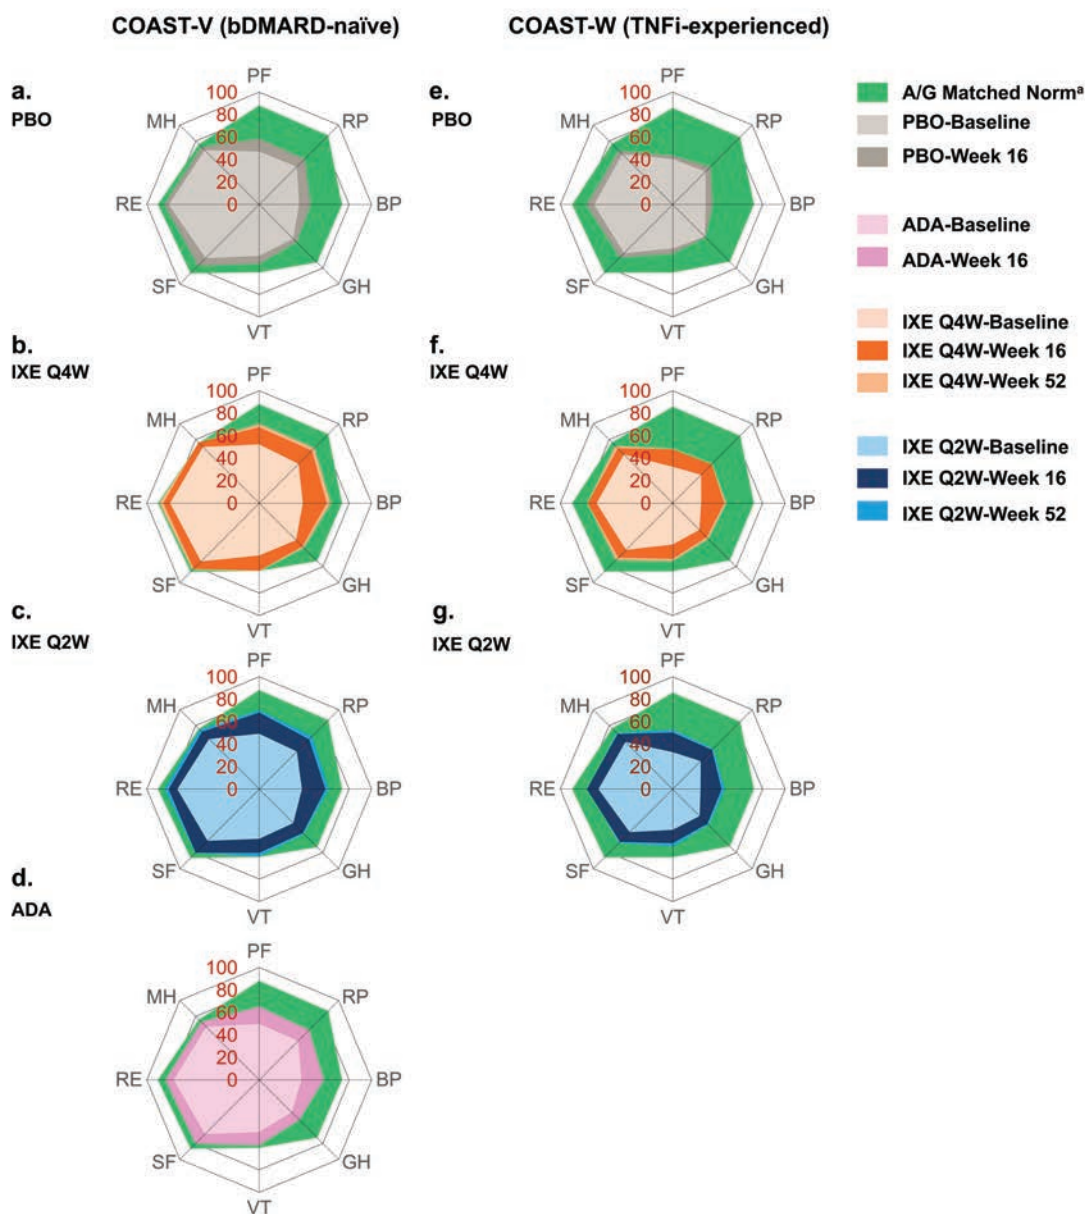 COAST-V (bDMARD-naïve)
COAST-W (TNFi-experienced)
a.
PBO
PF
RP
BP
GH
VT
SF
RE
MH
100
80
60
40
20
0
e.
PBO
PF
RP
BP
GH
VT
SF
RE
MH
100
80
60
40
20
0
A/G Matched Normª
PBO-Baseline
PBO-Week 16
ADA-Baseline
ADA-Week 16
IXE Q4W-Baseline
IXE Q4W-Week 16
IXE Q4W-Week 52
IXE Q2W-Baseline
IXE Q2W-Week 16
IXE Q2W-Week 52
b.
IXE Q4W
PF
RP
BP
GH
VT
SF
RE
MH
100
80
60
40
20
0
f.
IXE Q4W
PF
RP
BP
GH
VT
SF
RE
MH
100
80
60
40
20
0
c.
IXE Q2W
PF
RP
BP
GH
VT
SF
RE
MH
100
80
60
40
20
0
g.
IXE Q2W
PF
RP
BP
GH
VT
SF
RE
MH
100
80
60
40
20
0
d.
ADA
PF
RP
BP
GH
VT
SF
RE
MH
100
80
60
40
20
0